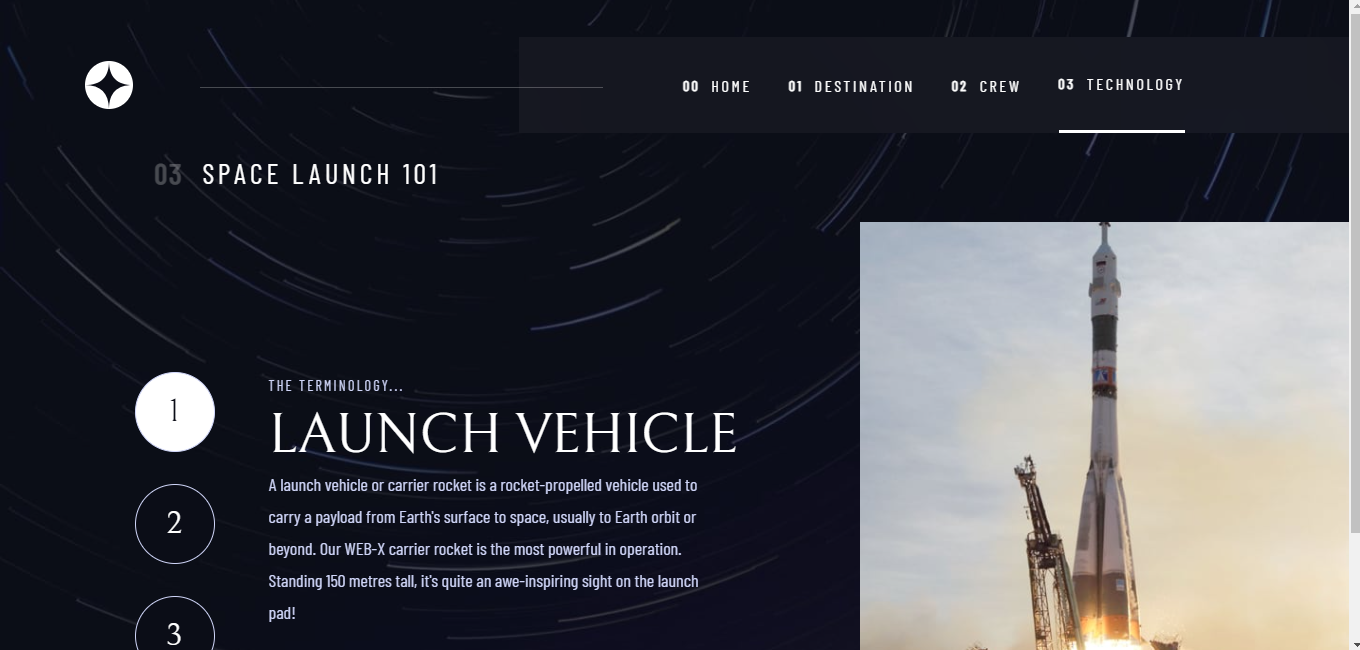 00 HOME 01 DESTINATION 02 CREW 03 TECHNOLOGY
03 SPACE LAUNCH 101
1
2
3
THE TERMINOLOGY...
LAUNCH VEHICLE
A launch vehicle or carrier rocket is a rocket-propelled vehicle used to
carry a payload from Earth's surface to space, usually to Earth orbit or
beyond. Our WEB-X carrier rocket is the most powerful in operation.
Standing 150 metres tall, it's quite an awe-inspiring sight on the launch
pad!